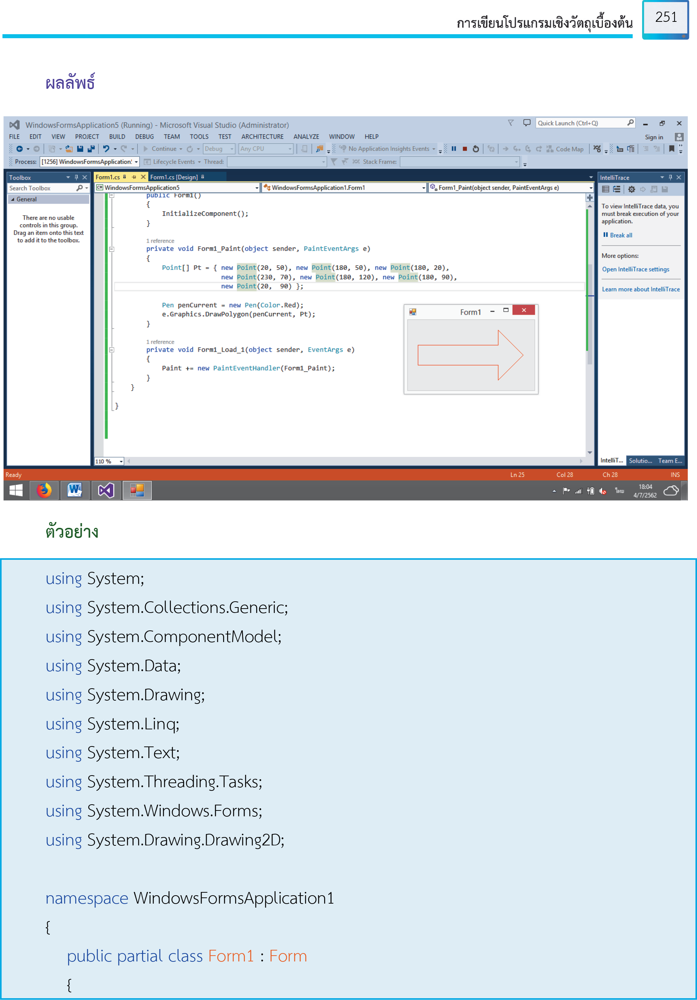 การเขียนโปรแกรมเชิงวัตถุเบื้องต้น 251
ผลลัพธ์
WindowsFormsApplication5 (Running) - Microsoft Visual Studio (Administrator) Quick Launch (Ctrl+Q)
FILE EDIT VIEW PROJECT BUILD DEBUG TEAM TOOLS TEST ARCHITECTURE ANALYZE WINDOW HELP Sign in
Continue Debug Any CPU No Application Insights Events Code Map
Process: [1256] WindowsFormsApplication! Lifecycle Events Thread: Stack Frame:
Toolbox
Search Toolbox
General
There are no usable
controls in this group.
Drag an item onto this text
to add it to the toolbox.
Form1.cs Form1.cs [Design]
WindowsFormsApplication5 WindowsFormsApplication1.Form1 Form1_Paint(object sender, PaintEventArgs e)
public Form1()
{
InitializeComponent();
}
1 reference
private void Form1_Paint(object sender, PaintEventArgs e)
{
Point[] Pt = { new Point(20, 50), new Point(180, 50), new Point(180, 20),
new Point(230, 70), new Point(180, 120), new Point(180, 90),
new Point(20, 90) };
Pen penCurrent = new Pen(Color.Red);
e.Graphics.DrawPolygon(penCurrent, Pt);
}
1 reference
private void Form1_Load_1(object sender, EventArgs e)
{
Paint += new PaintEventHandler(Form1_Paint);
}
}
}
Form1
110 %
IntelliTrace
To view IntelliTrace data, you
must break execution of your
application.
Break all
More options:
Open IntelliTrace settings
Learn more about IntelliTrace
IntelliT... Solutio... Team E...
Ready Ln 25 Col 28 Ch 28 INS
ไทย 18:04
4/7/2562
ตัวอย่าง
using System;
using System.Collections.Generic;
using System.ComponentModel;
using System.Data;
using System.Drawing;
using System.Linq;
using System.Text;
using System.Threading.Tasks;
using System.Windows.Forms;
using System.Drawing.Drawing2D;
namespace WindowsFormsApplication1
{
public partial class Form1 : Form
{